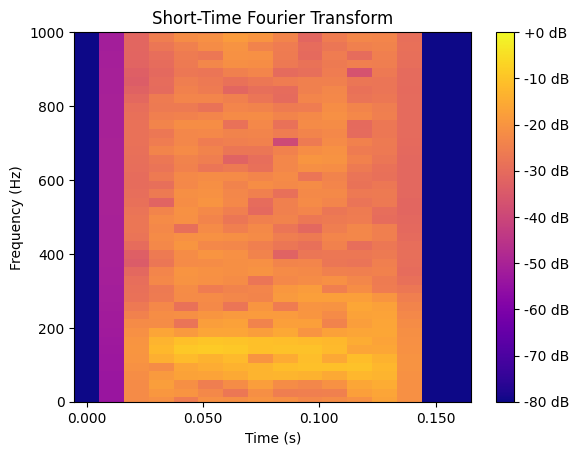 Short-Time Fourier Transform
Frequency (Hz)
1000
800
600
400
200
0
0.000
0.050
0.100
0.150
Time (s)
+0 dB
-10 dB
-20 dB
-30 dB
-40 dB
-50 dB
-60 dB
-70 dB
-80 dB